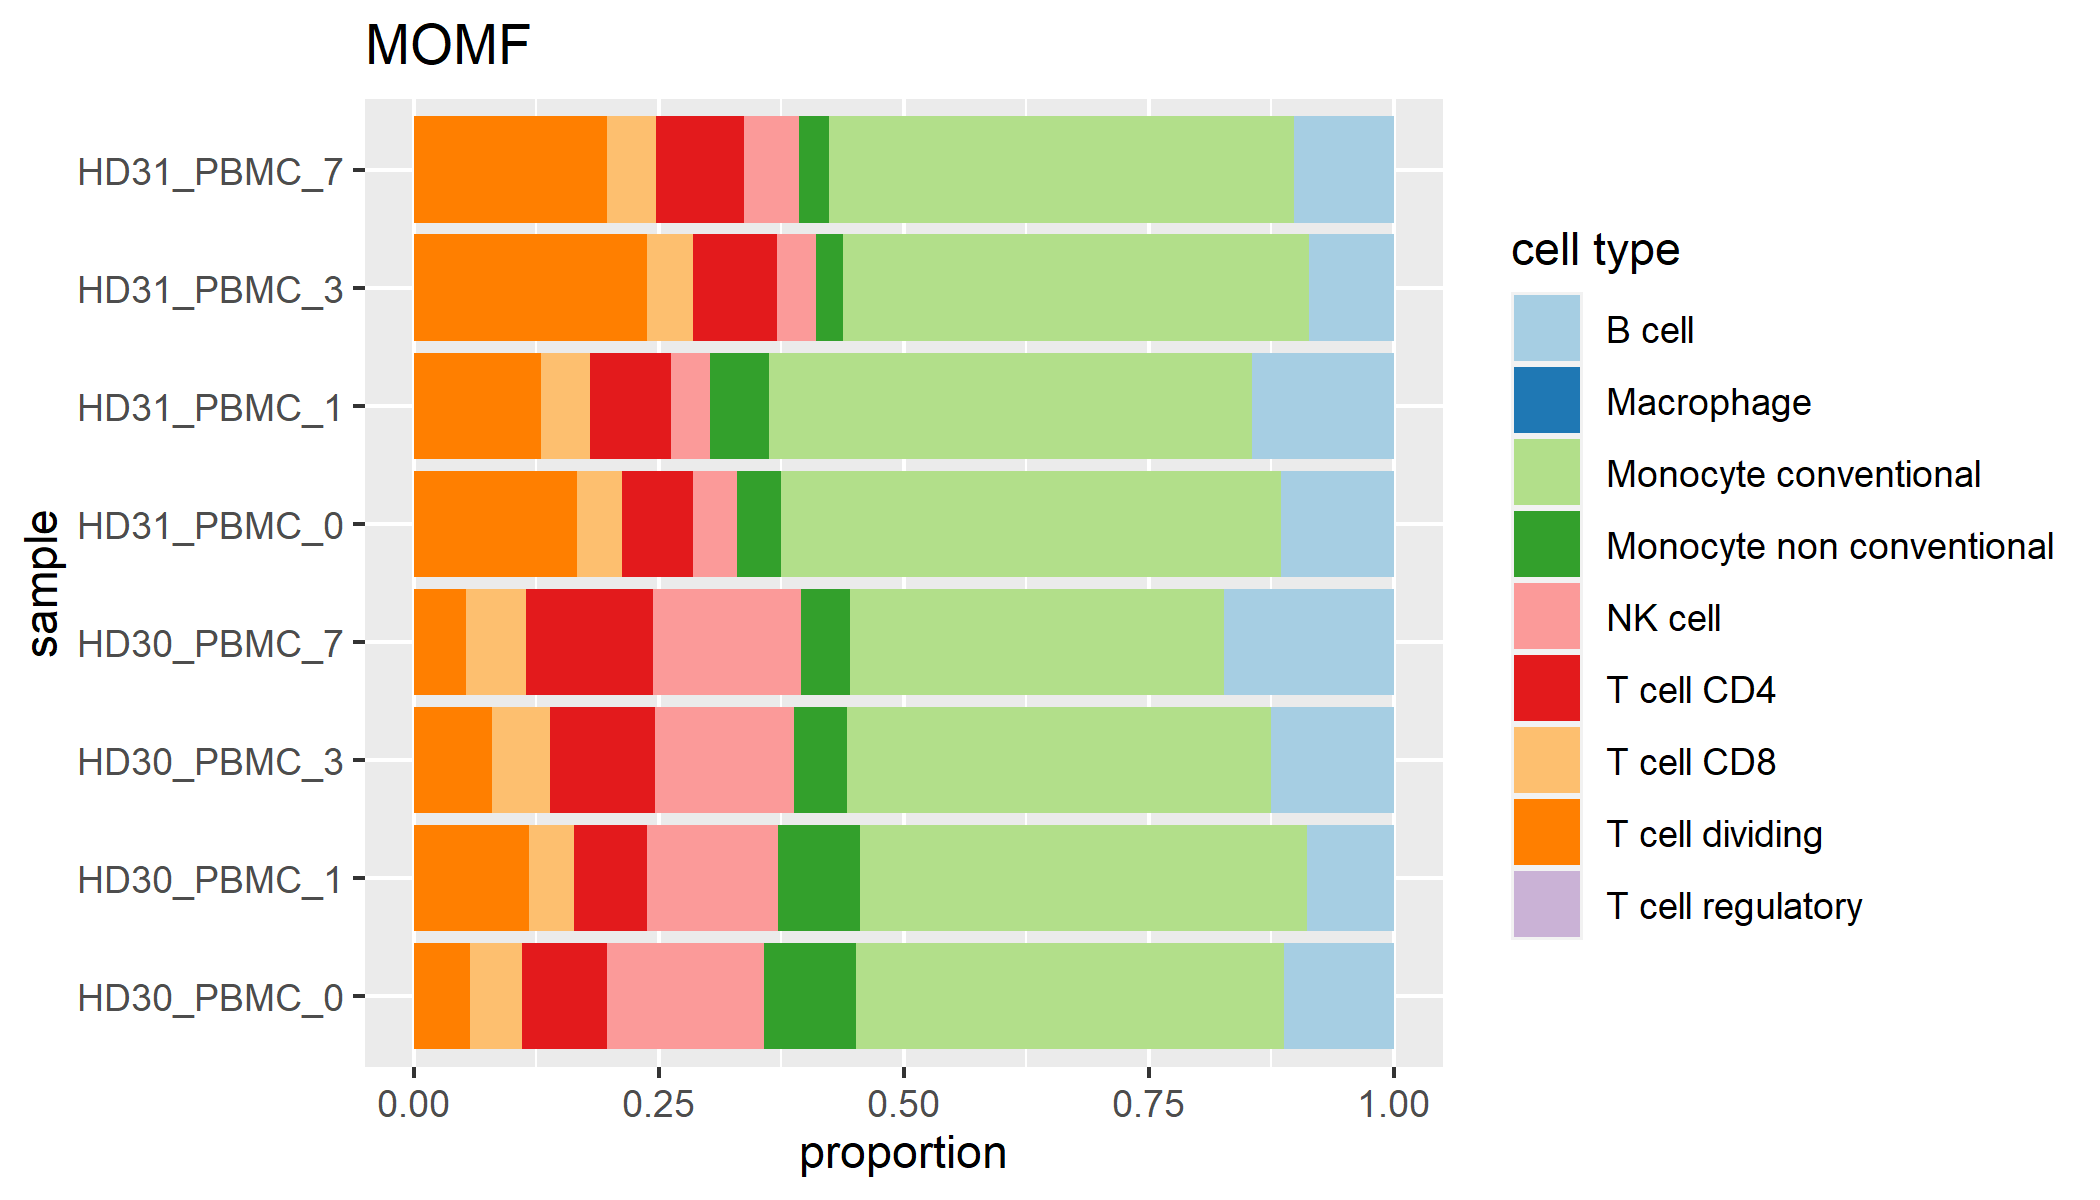 MOMF
HD31_PBMC_7
HD31_PBMC_3
HD31_PBMC_1
HD31_PBMC_0
HD30_PBMC_7
HD30_PBMC_3
HD30_PBMC_1
HD30_PBMC_0
sample
0.00 0.25 0.50 0.75 1.00
proportion
cell type
B cell
Macrophage
Monocyte conventional
Monocyte non conventional
NK cell
T cell CD4
T cell CD8
T cell dividing
T cell regulatory